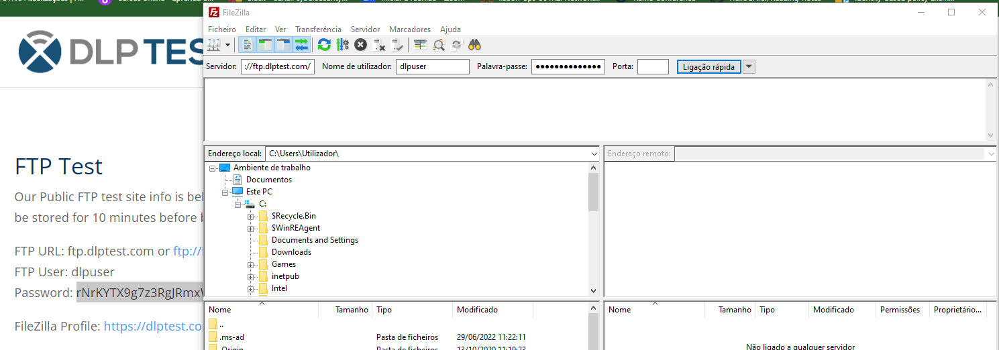 FileZilla
Ficheiro Editar Ver Transferência Servidor Marcadores Ajuda
DLP TES
Servidor: ://ftp.dlptest.com/ Nome de utilizador: dlpuser Palavra-passe: ●●●●●●●●●●●●●● Porta: Ligação rápida
Endereço local: C:\Users\Utilizador\
Endereço remoto:
Ambiente de trabalho
Documentos
Este PC
C:
$Recycle.Bin
$WinREAgent
Documents and Settings
Downloads
Games
inetpub
Intel
FTP Test
Our Public FTP test site info is bel
be stored for 10 minutes before
FTP URL: ftp.dlptest.com or ftp://
FTP User: dlpuser
Password: rNrKYTX9g7z3RgJRmxW
FileZilla Profile: https://dlptest.co
Nome Tamanho Tipo Modificado
..
.ms-ad Pasta de ficheiros 29/06/2022 11:22:11
.Origin Pasta de ficheiros 13/10/2020 11:19:23
Nome Tamanho Tipo Modificado Permissões Proprietário...
Não ligado a qualquer servidor